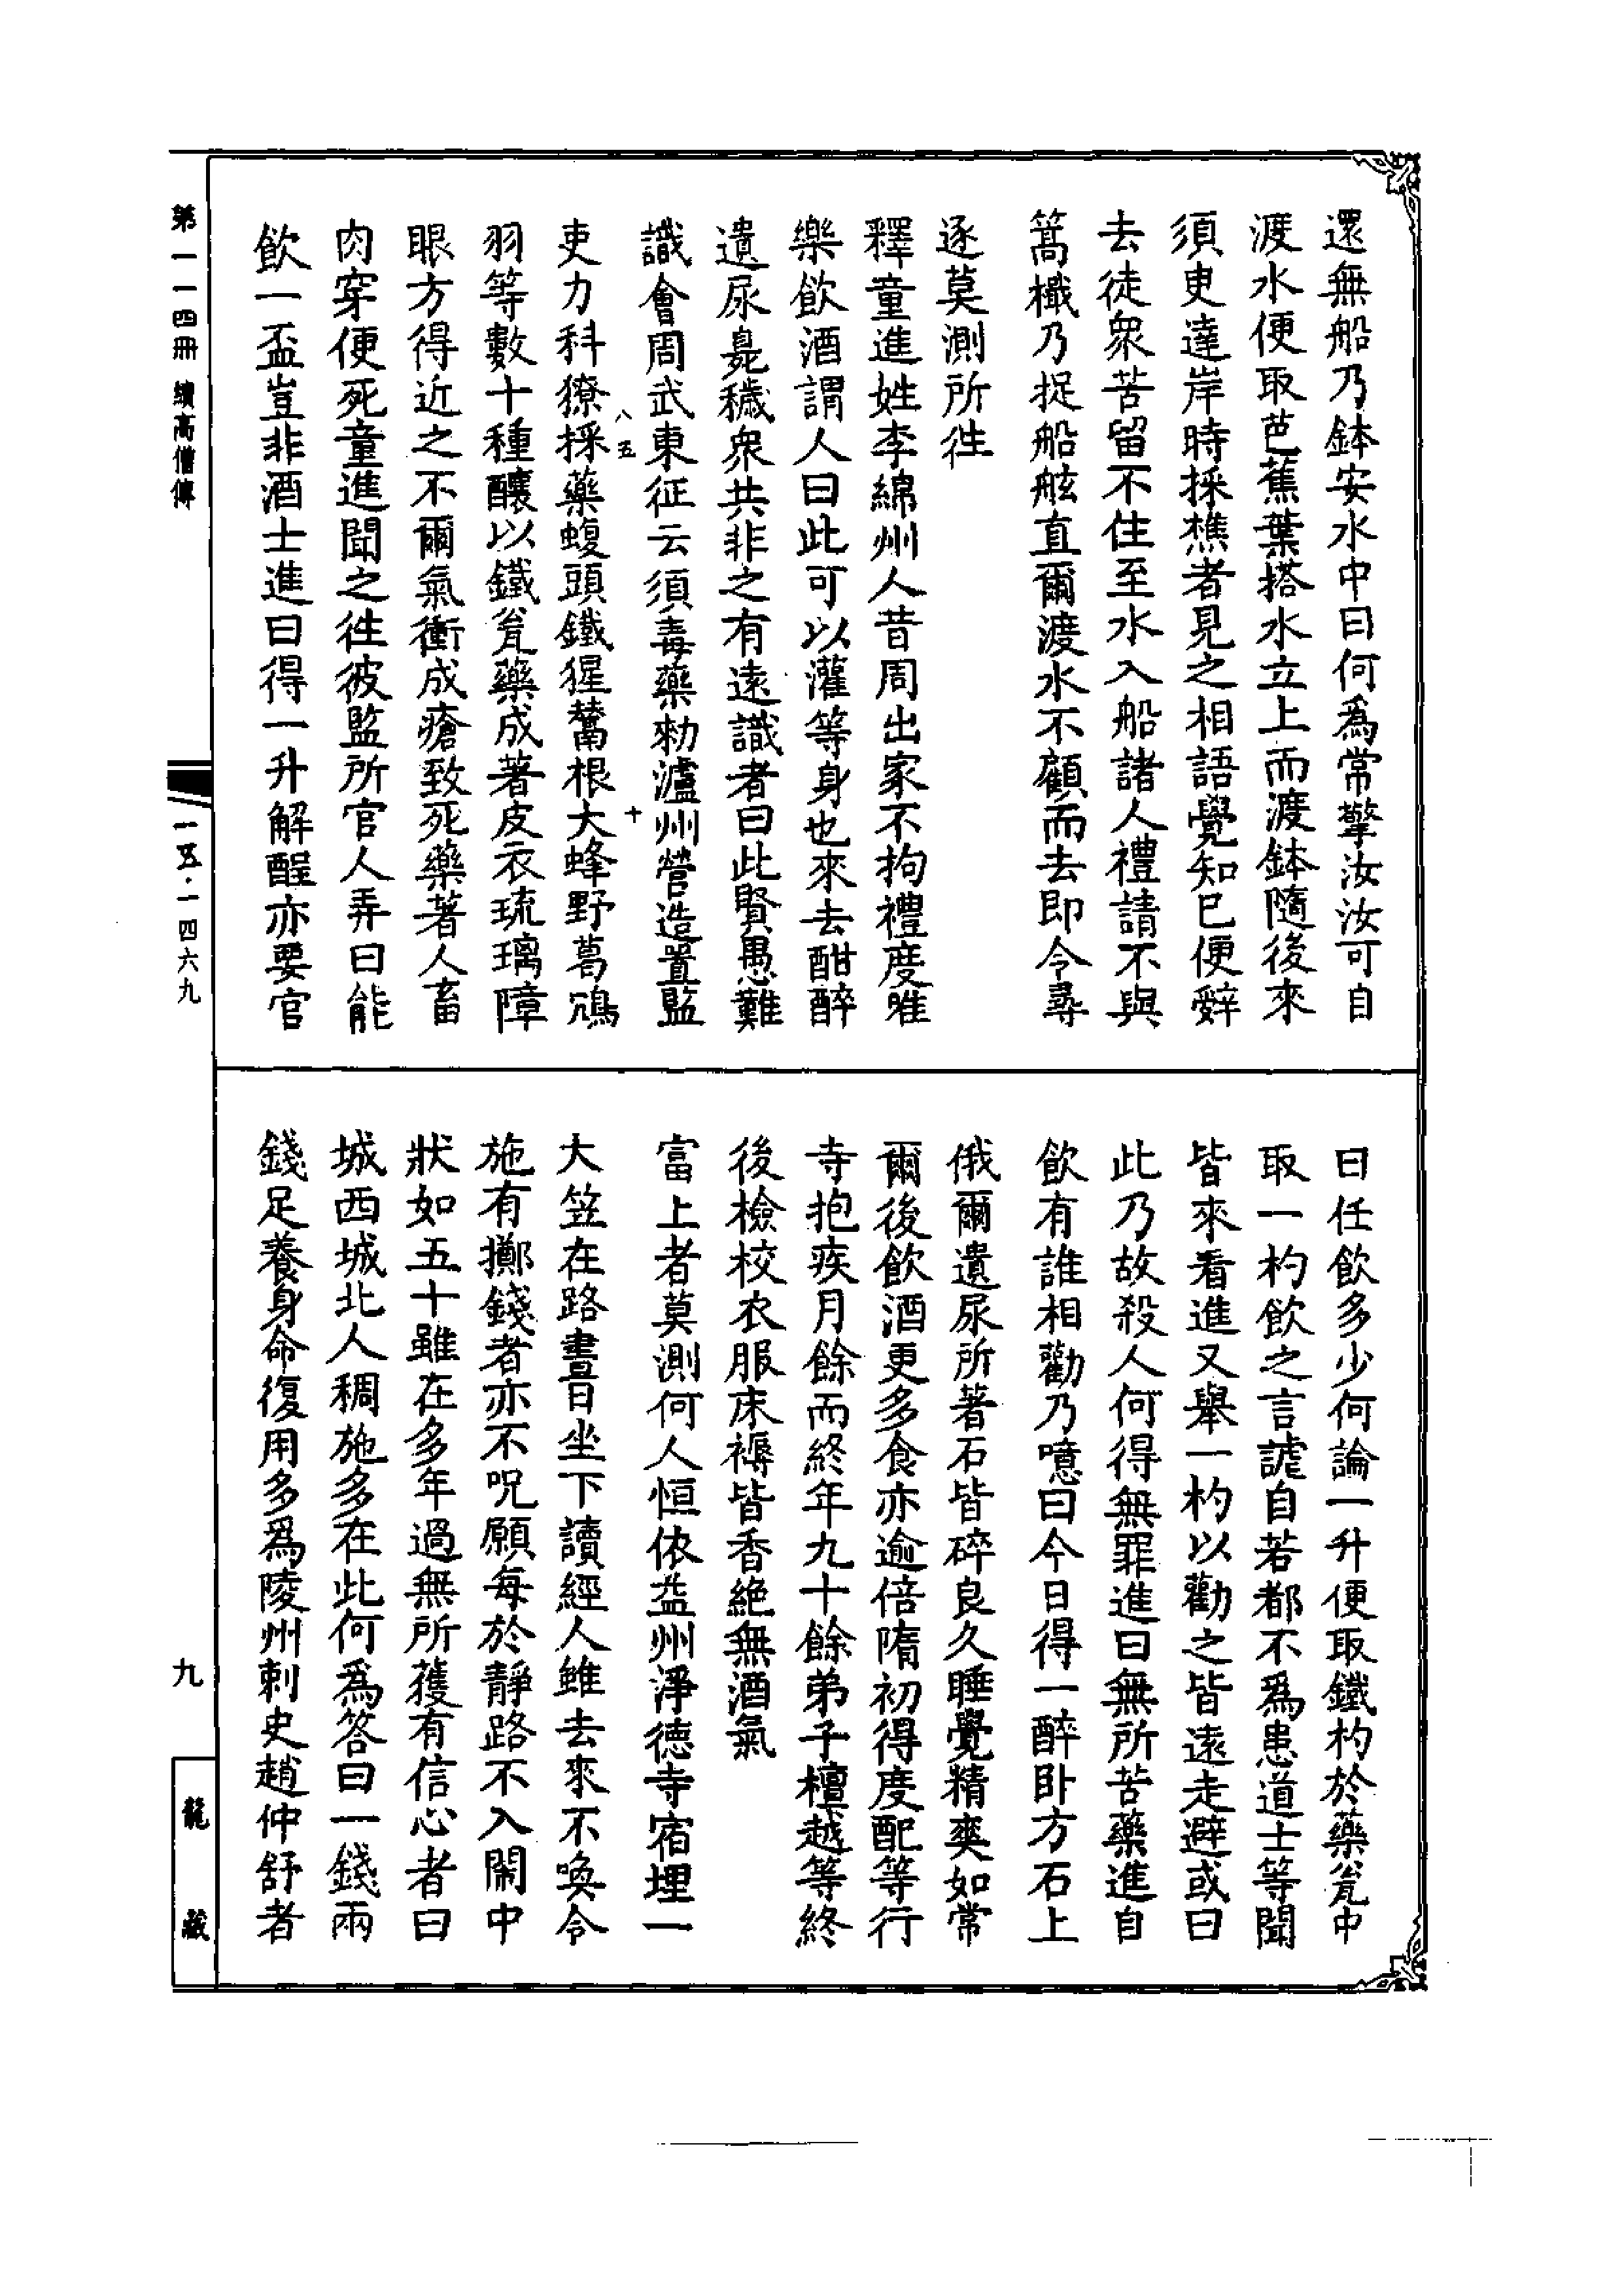 還無船乃鉢安水中曰何爲常擎汝汝可自
渡水便取芭蕉葉搭水立上而渡鉢隨後來
須臾達岸時採樵者見之相語覺知已便辭
去徒衆苦留不住至水入船諸人禮請不與
篙檝乃捉船舷直爾渡水不顧而去即令尋
逐莫測所往
釋童進姓李綿州人昔周出家不拘禮度唯
樂飲酒謂人曰此可以灌等身也來去酣醉
遺尿臭穢衆共非之有遠識者曰此賢愚難
識會周武東征云須毒藥勑瀘州營造置監
吏力科獠採藥蝮頭鐵猩𧎴根大蜂野葛鴆
羽等數十種釀以鐵瓮藥成著皮衣琉璃障
眼方得近之不爾氣衝成瘡致死藥著人畜
肉穿便死童進聞之往彼監所官人弄曰能
飲一盃豈非酒士進曰得一升解酲亦要官
曰任飲多少何論一升便取鐵杓於藥瓮中
取一杓飲之言謔自若都不爲患道士等聞
皆來看進又舉一杓以勸之皆遠走避或曰
此乃故殺人何得無罪進曰無所苦藥進自
飲有誰相勸乃噫曰今日得一醉卧方石上
俄爾遺尿所著石皆碎良久睡覺精爽如常
爾後飲酒更多食亦逾倍隋初得度配等行
寺抱疾月餘而終年九十餘弟子檀越等終
後檢校衣服床褥皆香絶無酒氣
富上者莫測何人恒依益州淨德寺宿埋一
大笠在路晝日坐下讀經人雖去來不喚令
施有擲錢者亦不呪願每於靜路不入閙中
狀如五十雖在多年過無所獲有信心者曰
城西城北人稠施多在此何爲答曰一錢兩
錢足養身命復用多爲陵州刺史趙仲舒者
八五
十
第一一四冊 續高僧傳
一五·一四六九
九
龍藏